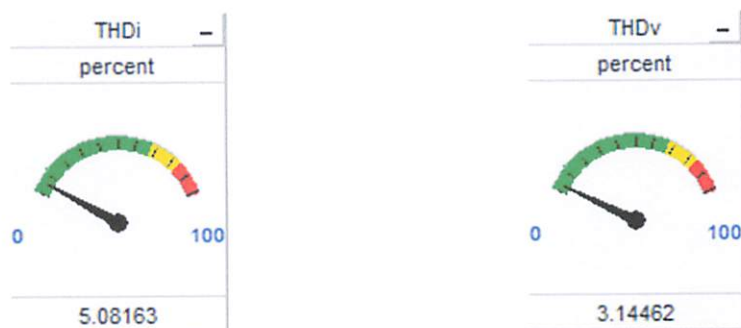 THDi –
percent
0 100
5.08163
THDv –
percent
0 100
3.14462